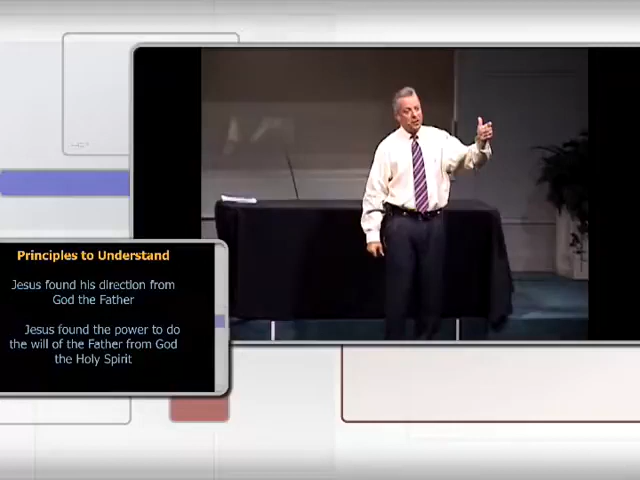 Principles to Understand
Jesus found his direction from
God the Father
Jesus found the power to do
the will of the Father from God
the Holy Spirit